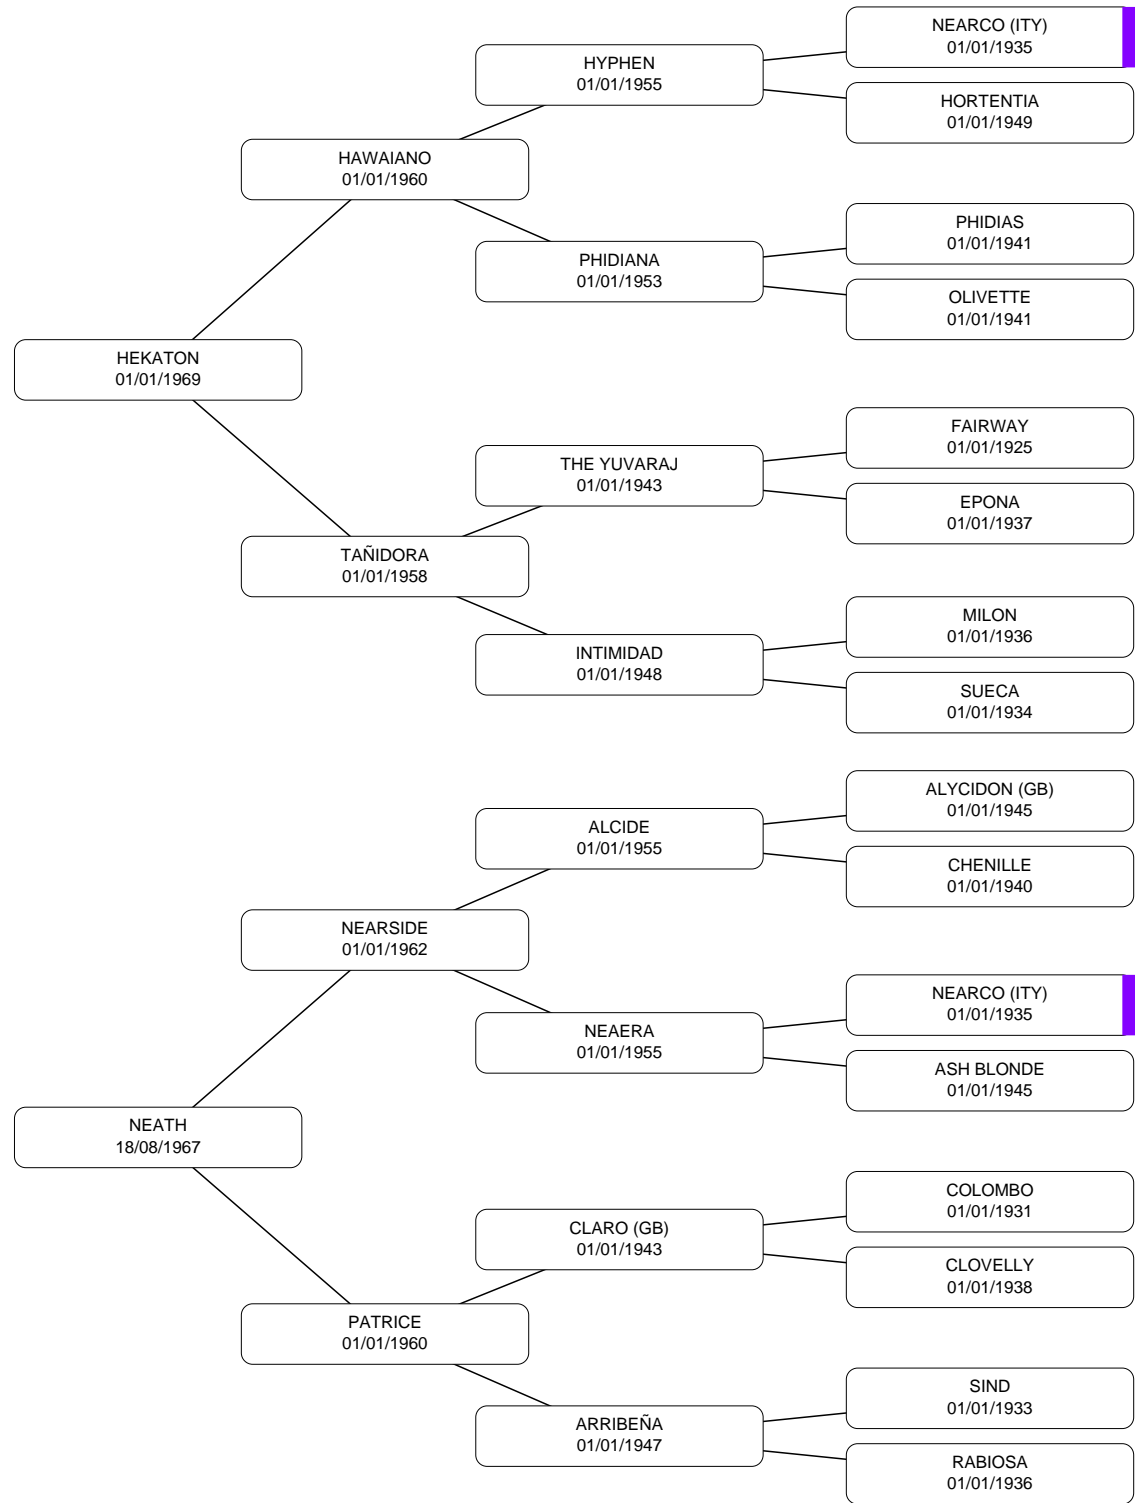 NEARCO (ITY)
01/01/1935
HYPHEN
01/01/1955
HORTENTIA
01/01/1949
HAWAIANO
01/01/1960
PHIDIAS
01/01/1941
PHIDIANA
01/01/1953
OLIVETTE
01/01/1941
HEKATON
01/01/1969
FAIRWAY
01/01/1925
THE YUVARAJ
01/01/1943
EPONA
01/01/1937
TAÑIDORA
01/01/1958
MILON
01/01/1936
INTIMIDAD
01/01/1948
SUECA
01/01/1934
ALYCIDON (GB)
01/01/1945
ALCIDE
01/01/1955
CHENILLE
01/01/1940
NEARSIDE
01/01/1962
NEARCO (ITY)
01/01/1935
NEAERA
01/01/1955
ASH BLONDE
01/01/1945
NEATH
18/08/1967
COLOMBO
01/01/1931
CLARO (GB)
01/01/1943
CLOVELLY
01/01/1938
PATRICE
01/01/1960
SIND
01/01/1933
ARRIBEÑA
01/01/1947
RABIOSA
01/01/1936